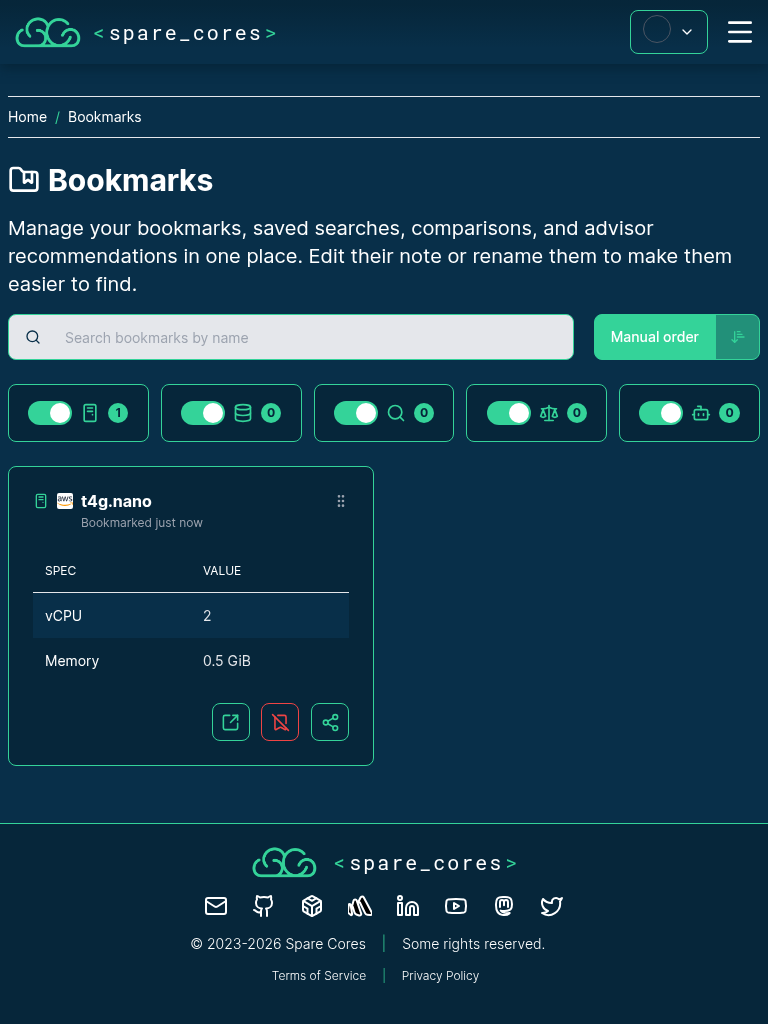 <spare_cores>
Home / Bookmarks
Bookmarks
Manage your bookmarks, saved searches, comparisons, and advisor
recommendations in one place. Edit their note or rename them to make them
easier to find.
Search bookmarks by name
Manual order
1
0
0
0
0
aws t4g.nano
Bookmarked just now
SPEC VALUE
vCPU 2
Memory 0.5 GiB
<spare_cores>
© 2023-2026 Spare Cores | Some rights reserved.
Terms of Service | Privacy Policy